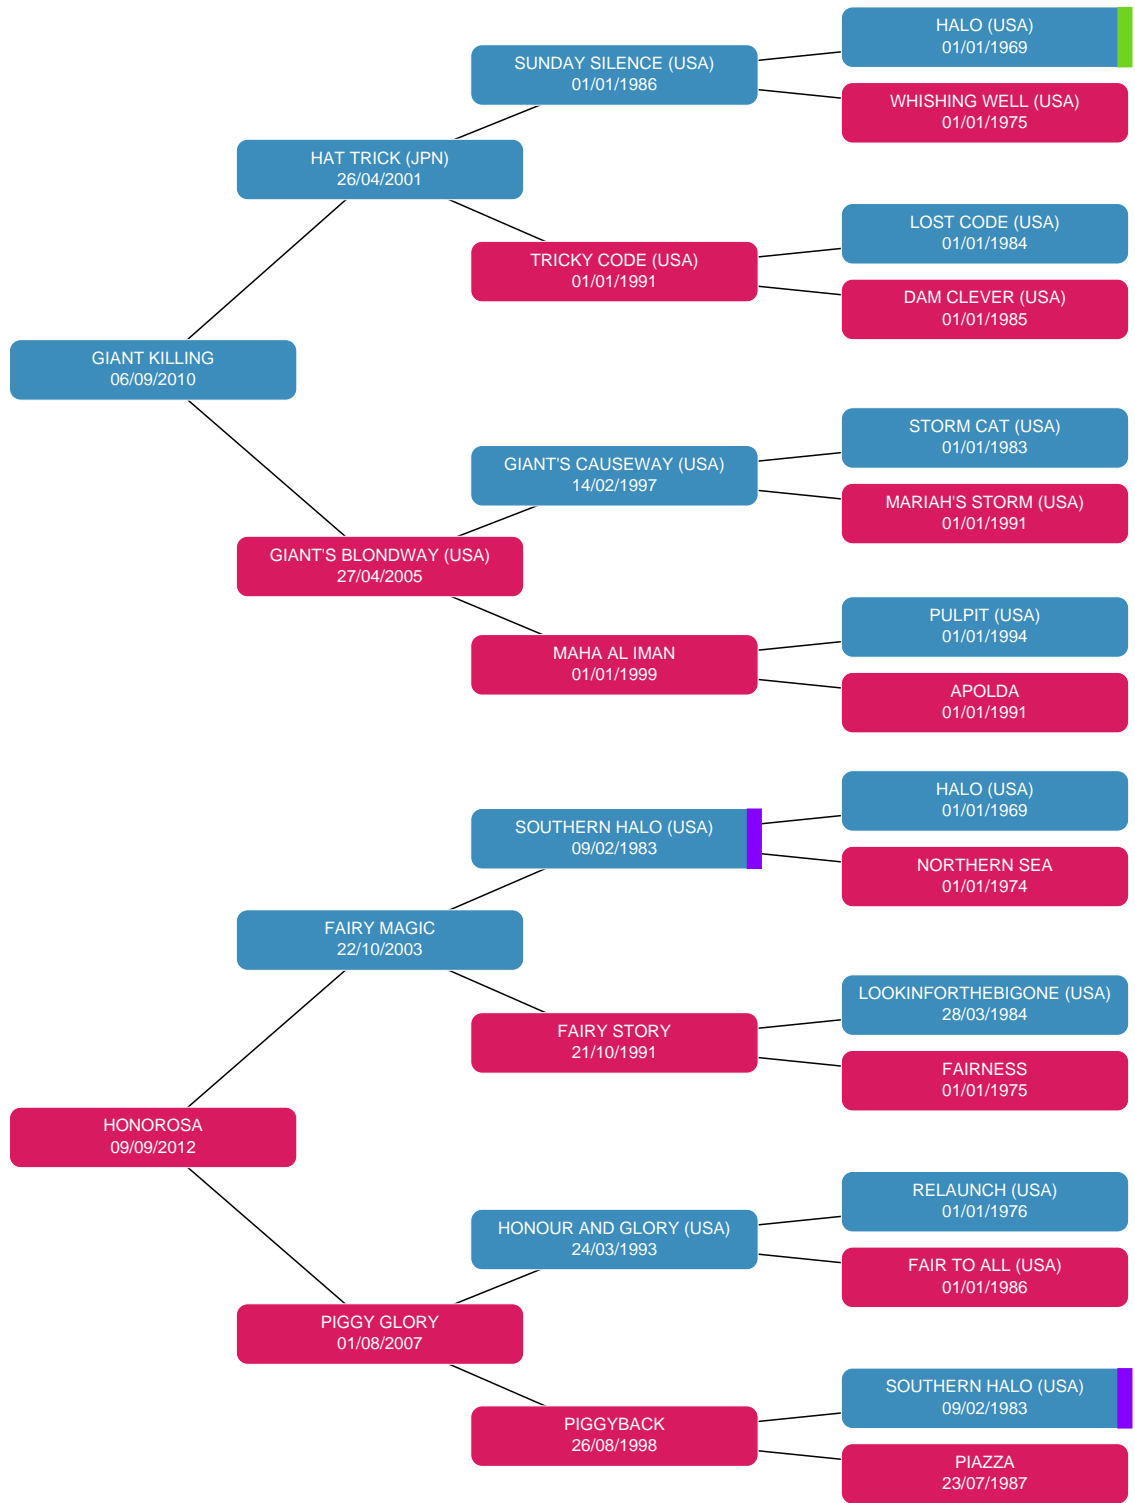 HALO (USA)
01/01/1969
SUNDAY SILENCE (USA)
01/01/1986
WHISHING WELL (USA)
01/01/1975
HAT TRICK (JPN)
26/04/2001
LOST CODE (USA)
01/01/1984
TRICKY CODE (USA)
01/01/1991
DAM CLEVER (USA)
01/01/1985
GIANT KILLING
06/09/2010
STORM CAT (USA)
01/01/1983
GIANT'S CAUSEWAY (USA)
14/02/1997
MARIAH'S STORM (USA)
01/01/1991
GIANT'S BLONDWAY (USA)
27/04/2005
PULPIT (USA)
01/01/1994
MAHA AL IMAN
01/01/1999
APOLDA
01/01/1991
HALO (USA)
01/01/1969
SOUTHERN HALO (USA)
09/02/1983
NORTHERN SEA
01/01/1974
FAIRY MAGIC
22/10/2003
LOOKINFORTHEBIGONE (USA)
28/03/1984
FAIRY STORY
21/10/1991
FAIRNESS
01/01/1975
HONOROSA
09/09/2012
RELAUNCH (USA)
01/01/1976
HONOUR AND GLORY (USA)
24/03/1993
FAIR TO ALL (USA)
01/01/1986
PIGGY GLORY
01/08/2007
SOUTHERN HALO (USA)
09/02/1983
PIGGYBACK
26/08/1998
PIAZZA
23/07/1987